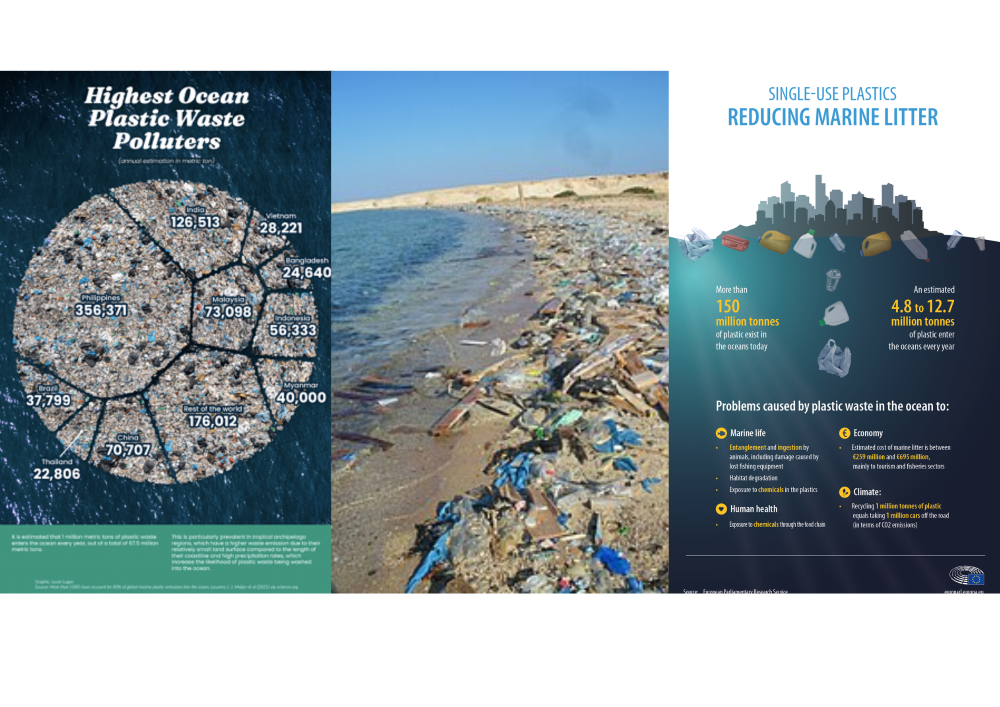 Highest Ocean
Plastic Waste
Polluters
(annual estimation in metric ton)
India
126,513
Vietnam
28,221
Bangladesh
24,640
Philippines
356,371
Malaysia
73,098
Indonesia
56,333
Brazil
37,799
Myanmar
40,000
Rest of the world
176,012
China
70,707
Thailand
22,806
It is estimated that 1 million metric tons of plastic waste
enters the ocean every year, out of a total of 67.5 million
metric tons.
This is particularly prevalent in tropical archipelago
regions, which have a higher waste emission due to their
relatively small land surface compared to the length of
their coastline and high precipitation rates, which
increase the likelihood of plastic waste being washed
into the ocean.
SINGLE-USE PLASTICS
REDUCING MARINE LITTER
More than
150
million tonnes
of plastic exist in
the oceans today
An estimated
4.8 to 12.7
million tonnes
of plastic enter
the oceans every year
Problems caused by plastic waste in the ocean to:
Marine life
• Entanglement and ingestion by
animals, including damage caused by
lost fishing equipment
• Habitat degradation
• Exposure to chemicals in the plastics
Human health
• Exposure to chemicals through the food chain
€ Economy
• Estimated cost of marine litter is between
€259 million and €695 million,
mainly to tourism and fisheries sectors
Climate:
• Recycling 1 million tonnes of plastic
equals taking 1 million cars off the road
(in terms of CO2 emissions)
Source: European Parliamentary Research Service
europarl.europa.eu